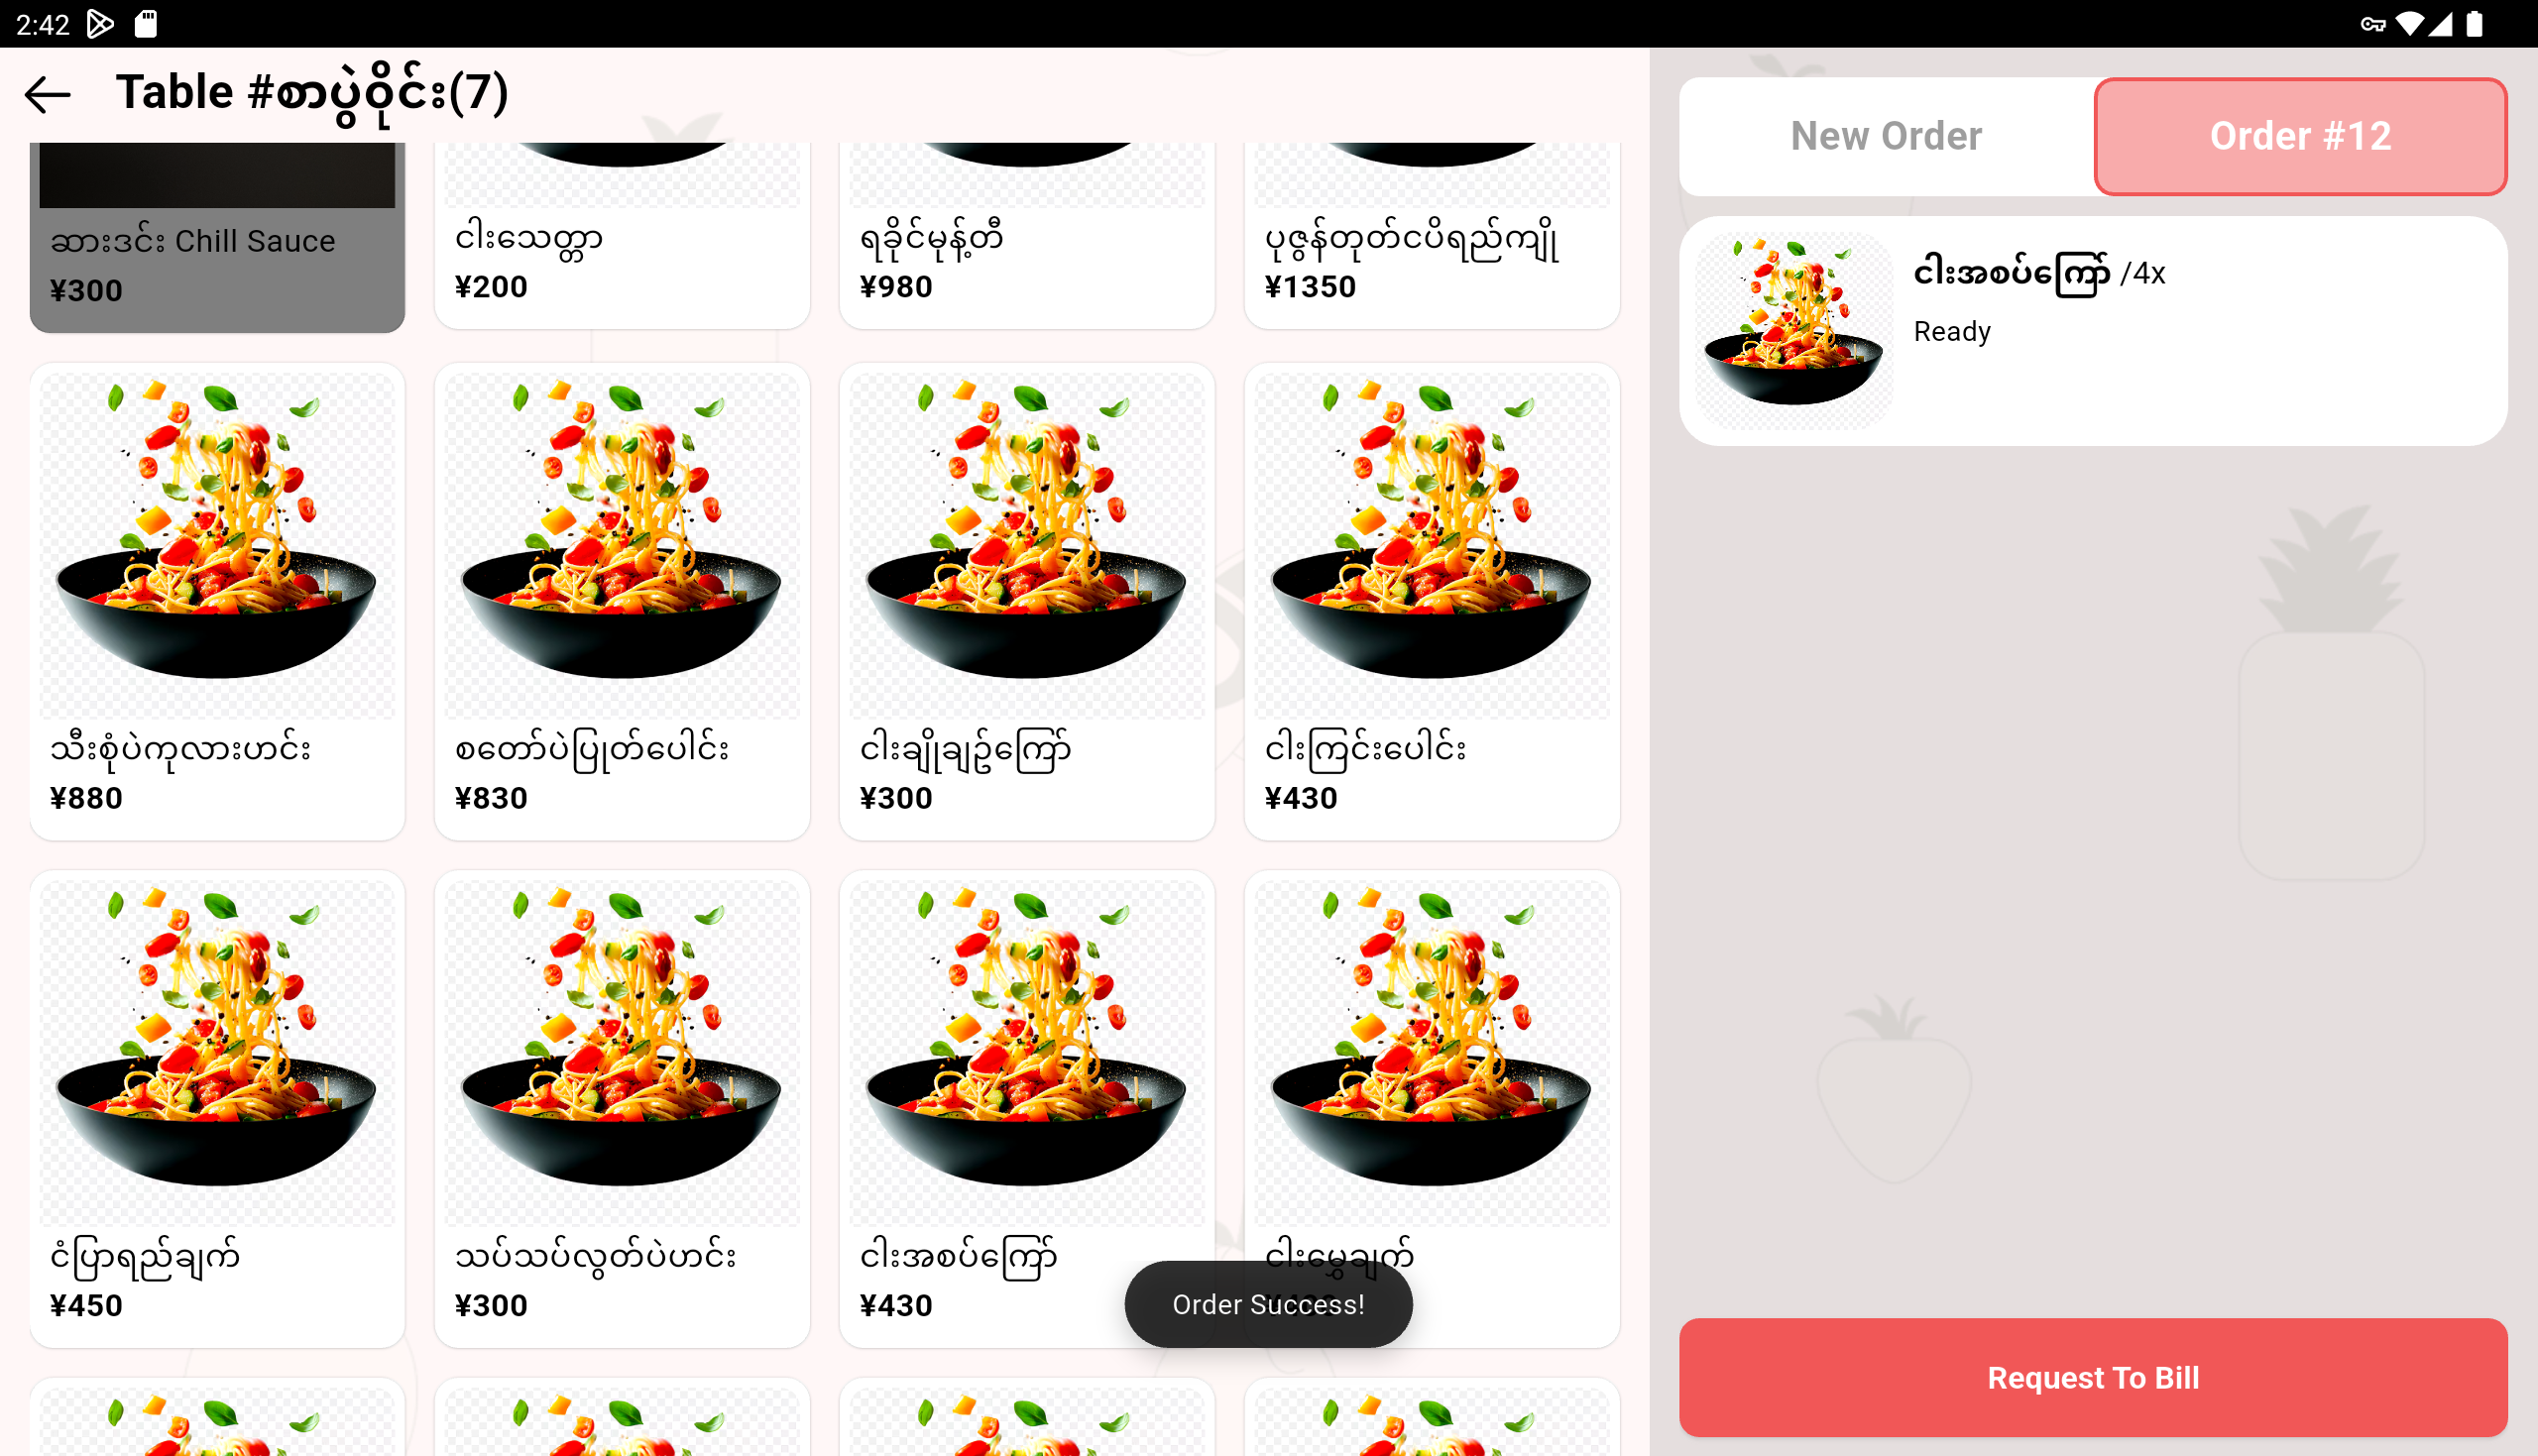 2:42
Table #စာပွဲဝိုင်း(7)
New Order
Order #12
ဆားဒင်း Chill Sauce
¥300
ငါးသေတ္တာ
¥200
ရခိုင်မုန့်တီ
¥980
ပုဇွန်တုတ်ငပိရည်ကျို
¥1350
ငါးအစပ်ကြော် /4x
Ready
သီးစုံပဲကုလားဟင်း
¥880
စတော်ပဲပြုတ်ပေါင်း
¥830
ငါးချိုချဉ်ကြော်
¥300
ငါးကြင်းပေါင်း
¥430
ငံပြာရည်ချက်
¥450
သပ်သပ်လွတ်ပဲဟင်း
¥300
ငါးအစပ်ကြော်
¥430
ငါးမွှေချက်
Order Success!
Request To Bill